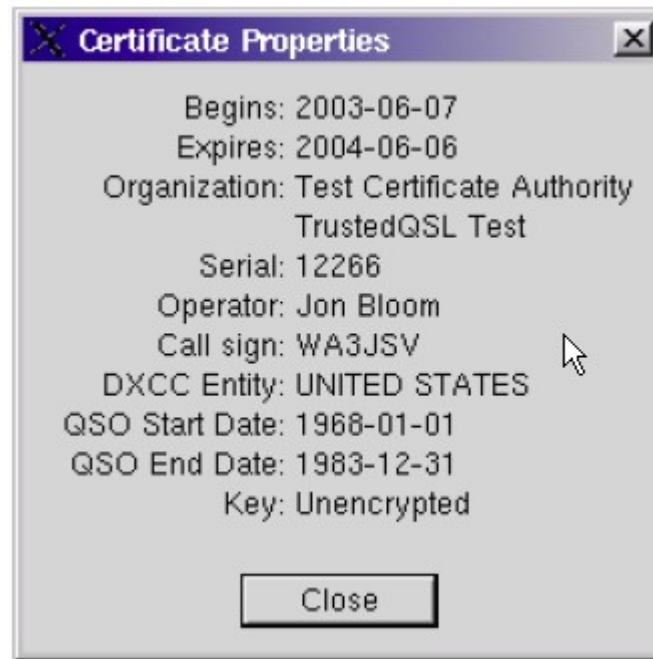 Certificate Properties
Begins: 2003-06-07
Expires: 2004-06-06
Organization: Test Certificate Authority
TrustedQSL Test
Serial: 12266
Operator: Jon Bloom
Call sign: WA3JSV
DXCC Entity: UNITED STATES
QSO Start Date: 1968-01-01
QSO End Date: 1983-12-31
Key: Unencrypted
Close